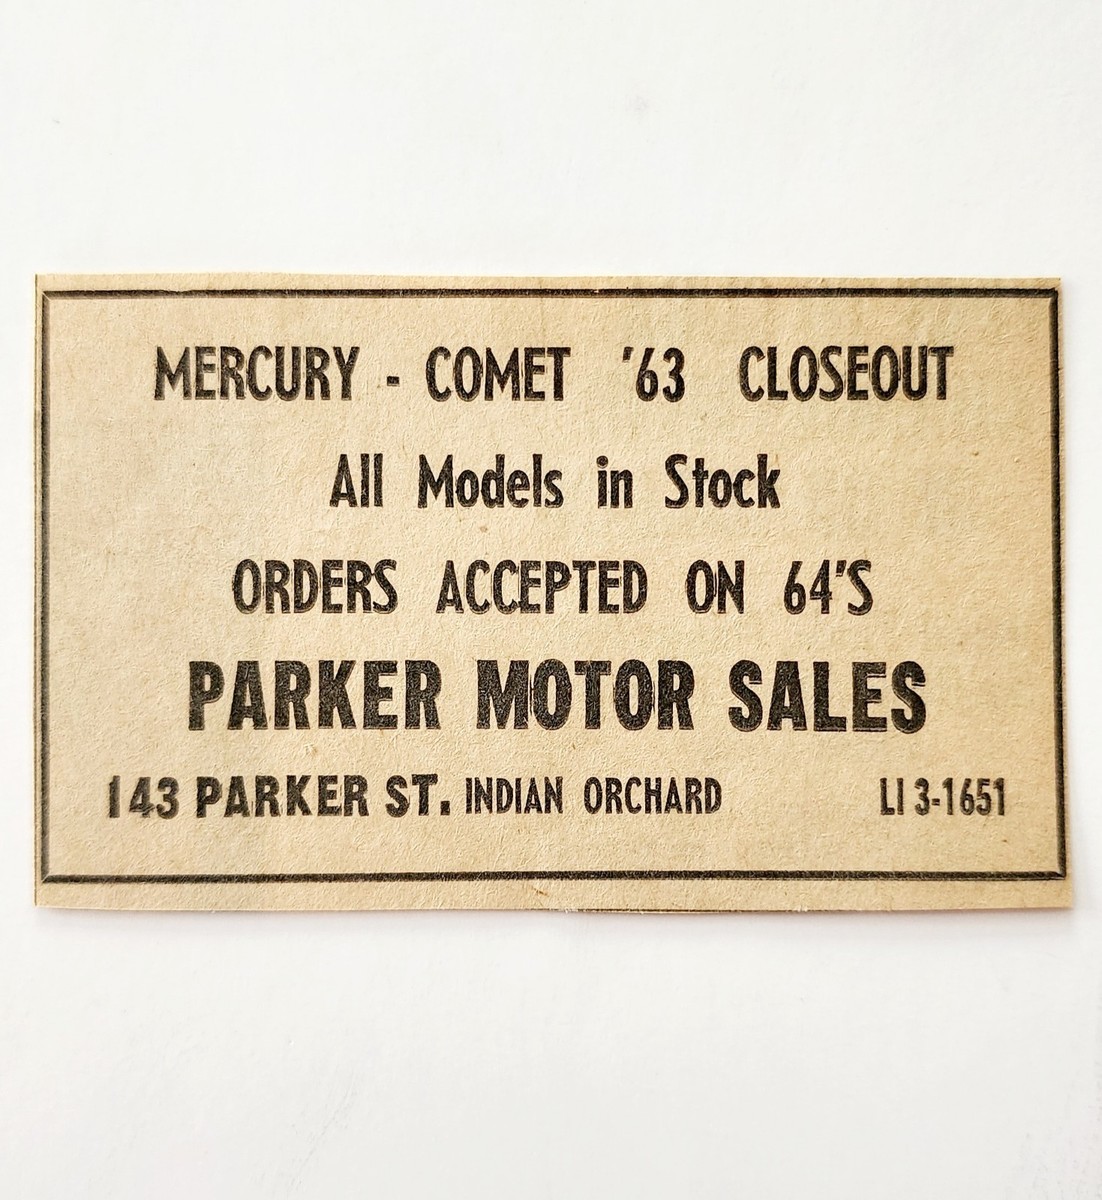 MERCURY - COMET '63 CLOSEOUT
All Models in Stock
ORDERS ACCEPTED ON 64'S
PARKER MOTOR SALES
143 PARKER ST. INDIAN ORCHARD LI 3-1651